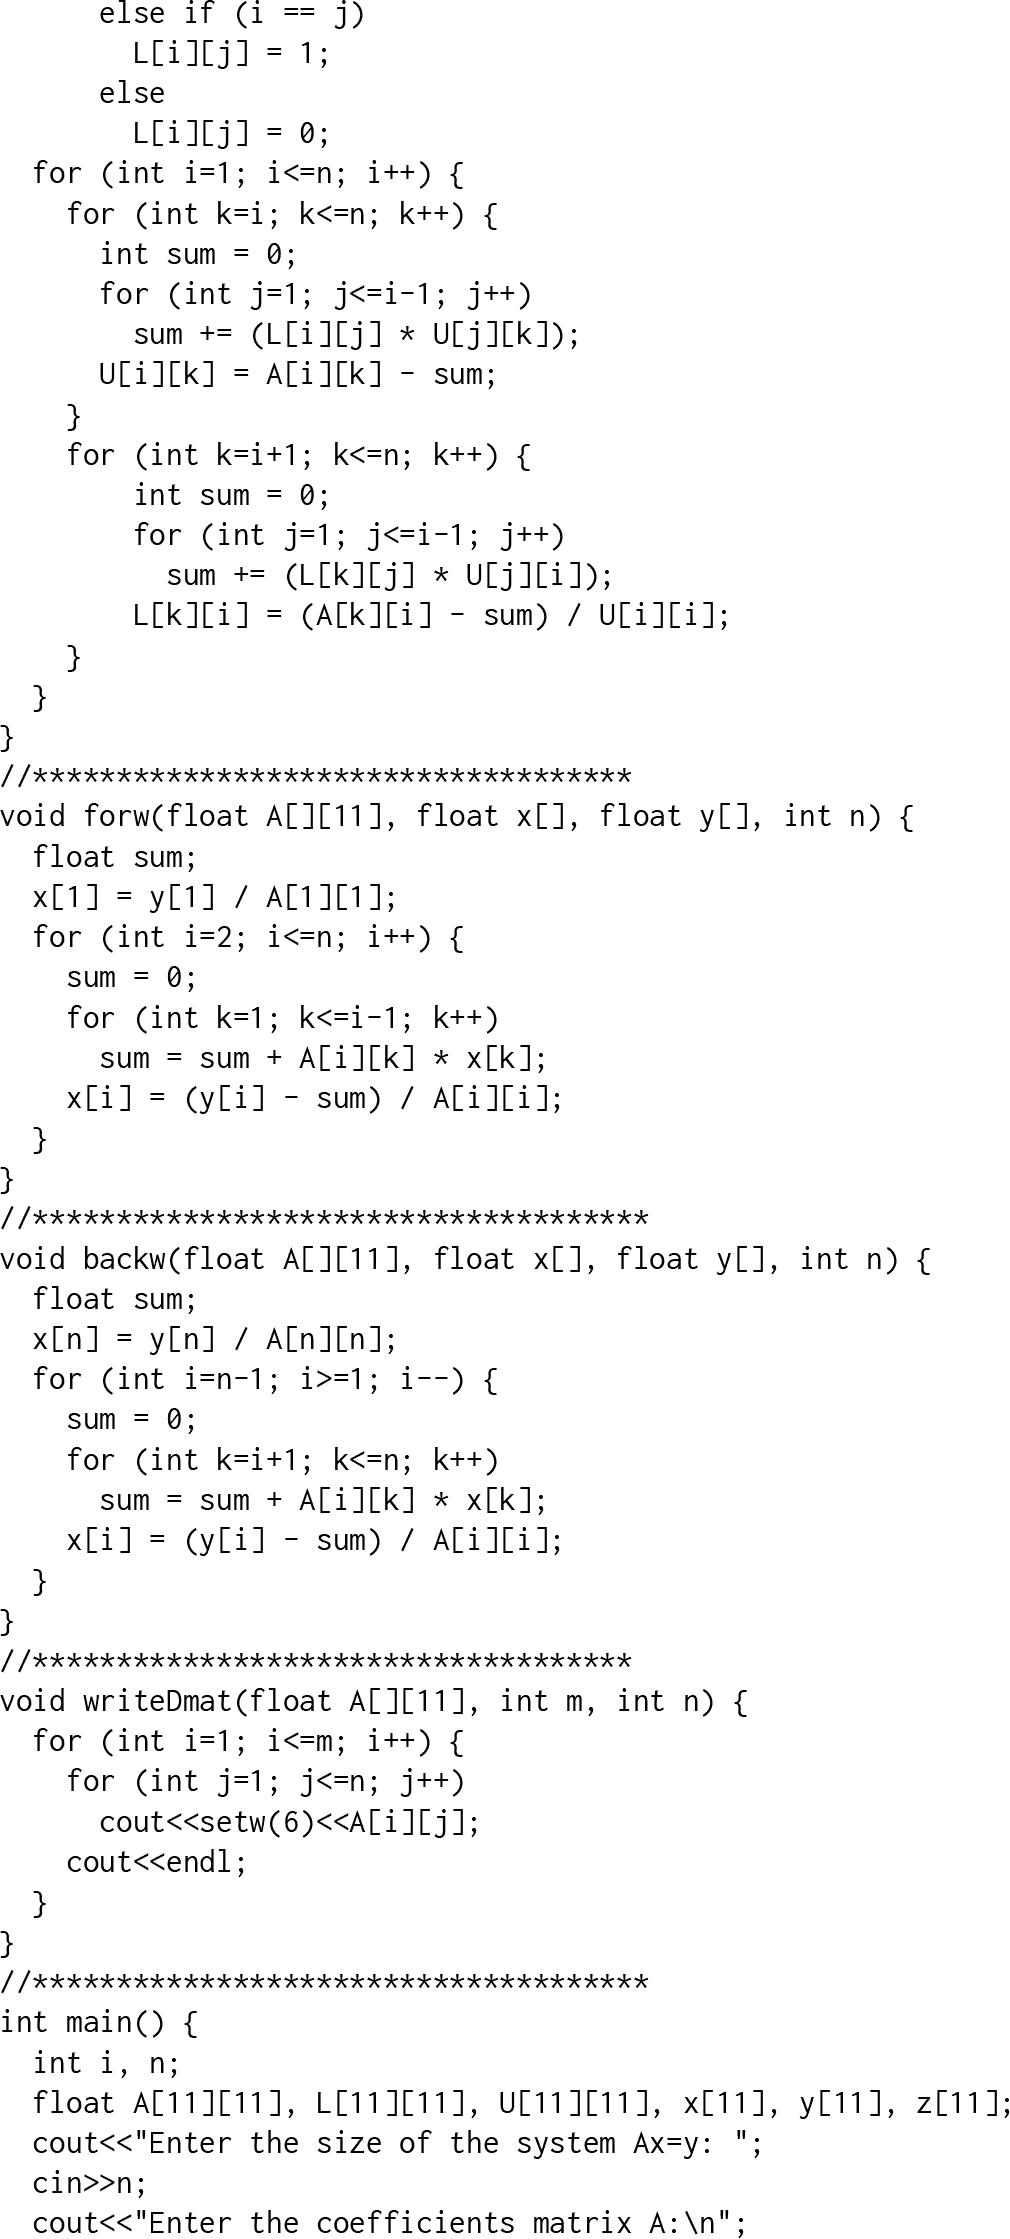 else if (i == j)
        L[i][j] = 1;
      else
        L[i][j] = 0;
  for (int i=1; i<=n; i++) {
    for (int k=i; k<=n; k++) {
      int sum = 0;
      for (int j=1; j<=i-1; j++)
        sum += (L[i][j] * U[j][k]);
      U[i][k] = A[i][k] - sum;
    }
    for (int k=i+1; k<=n; k++) {
        int sum = 0;
        for (int j=1; j<=i-1; j++)
          sum += (L[k][j] * U[j][i]);
        L[k][i] = (A[k][i] - sum) / U[i][i];
    }
  }
}
//************************************
void forw(float A[][11], float x[], float y[], int n) {
  float sum;
  x[1] = y[1] / A[1][1];
  for (int i=2; i<=n; i++) {
    sum = 0;
    for (int k=1; k<=i-1; k++)
      sum = sum + A[i][k] * x[k];
    x[i] = (y[i] - sum) / A[i][i];
  }
}
//*************************************
void backw(float A[][11], float x[], float y[], int n) {
  float sum;
  x[n] = y[n] / A[n][n];
  for (int i=n-1; i>=1; i--) {
    sum = 0;
    for (int k=i+1; k<=n; k++)
      sum = sum + A[i][k] * x[k];
    x[i] = (y[i] - sum) / A[i][i];
  }
}
//************************************
void writeDmat(float A[][11], int m, int n) {
  for (int i=1; i<=m; i++) {
    for (int j=1; j<=n; j++)
      cout<<setw(6)<<A[i][j];
    cout<<endl;
  }
}
//*************************************
int main() {
  int i, n;
  float A[11][11], L[11][11], U[11][11], x[11], y[11], z[11];
  cout<<"Enter the size of the system Ax=y: ";
  cin>>n;
  cout<<"Enter the coefficients matrix A:\n";